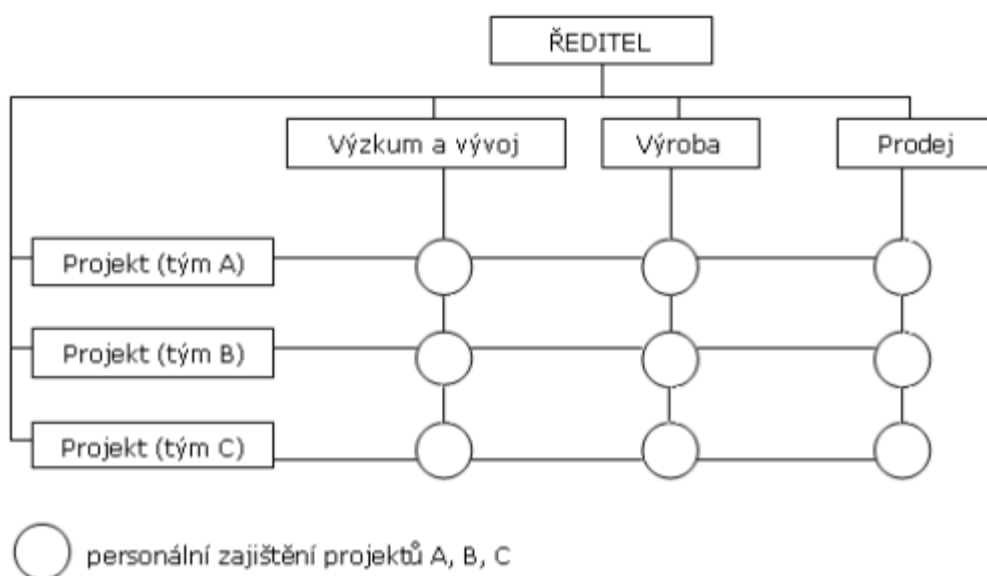 ŘEDITEL
Výzkum a vývoj
Výroba
Prodej
Projekt (tým A)
Projekt (tým B)
Projekt (tým C)
personální zajištění projektů A, B, C